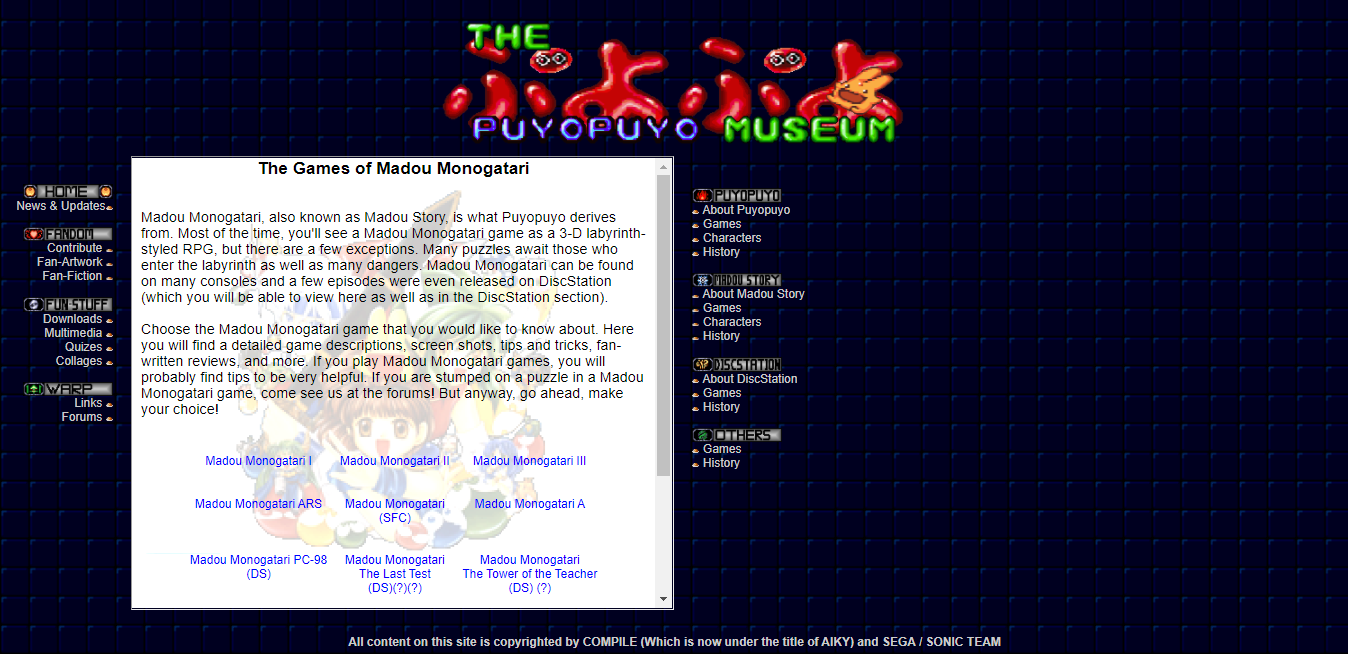 THE
ぷよぷよ
PUYOPUYO MUSEUM
HOME
News & Updates
FANDOM
Contribute
Fan-Artwork
Fan-Fiction
FUN STUFF
Downloads
Multimedia
Quizes
Collages
WARP
Links
Forums
The Games of Madou Monogatari
Madou Monogatari, also known as Madou Story, is what Puyopuyo derives
from. Most of the time, you'll see a Madou Monogatari game as a 3-D labyrinth-
styled RPG, but there are a few exceptions. Many puzzles await those who
enter the labyrinth as well as many dangers. Madou Monogatari can be found
on many consoles and a few episodes were even released on DiscStation
(which you will be able to view here as well as in the DiscStation section).
Choose the Madou Monogatari game that you would like to know about. Here
you will find a detailed game descriptions, screen shots, tips and tricks, fan-
written reviews, and more. If you play Madou Monogatari games, you will
probably find tips to be very helpful. If you are stumped on a puzzle in a Madou
Monogatari game, come see us at the forums! But anyway, go ahead, make
your choice!
Madou Monogatari I Madou Monogatari II Madou Monogatari III
Madou Monogatari ARS Madou Monogatari Madou Monogatari A
(SFC)
Madou Monogatari PC-98 Madou Monogatari Madou Monogatari
(DS) The Last Test The Tower of the Teacher
(DS)(?)(?) (DS) (?)
PUYOPUYO
About Puyopuyo
Games
Characters
History
MADOU STORY
About Madou Story
Games
Characters
History
DISCSTATION
About DiscStation
Games
History
OTHERS
Games
History
All content on this site is copyrighted by COMPILE (Which is now under the title of AIKY) and SEGA / SONIC TEAM